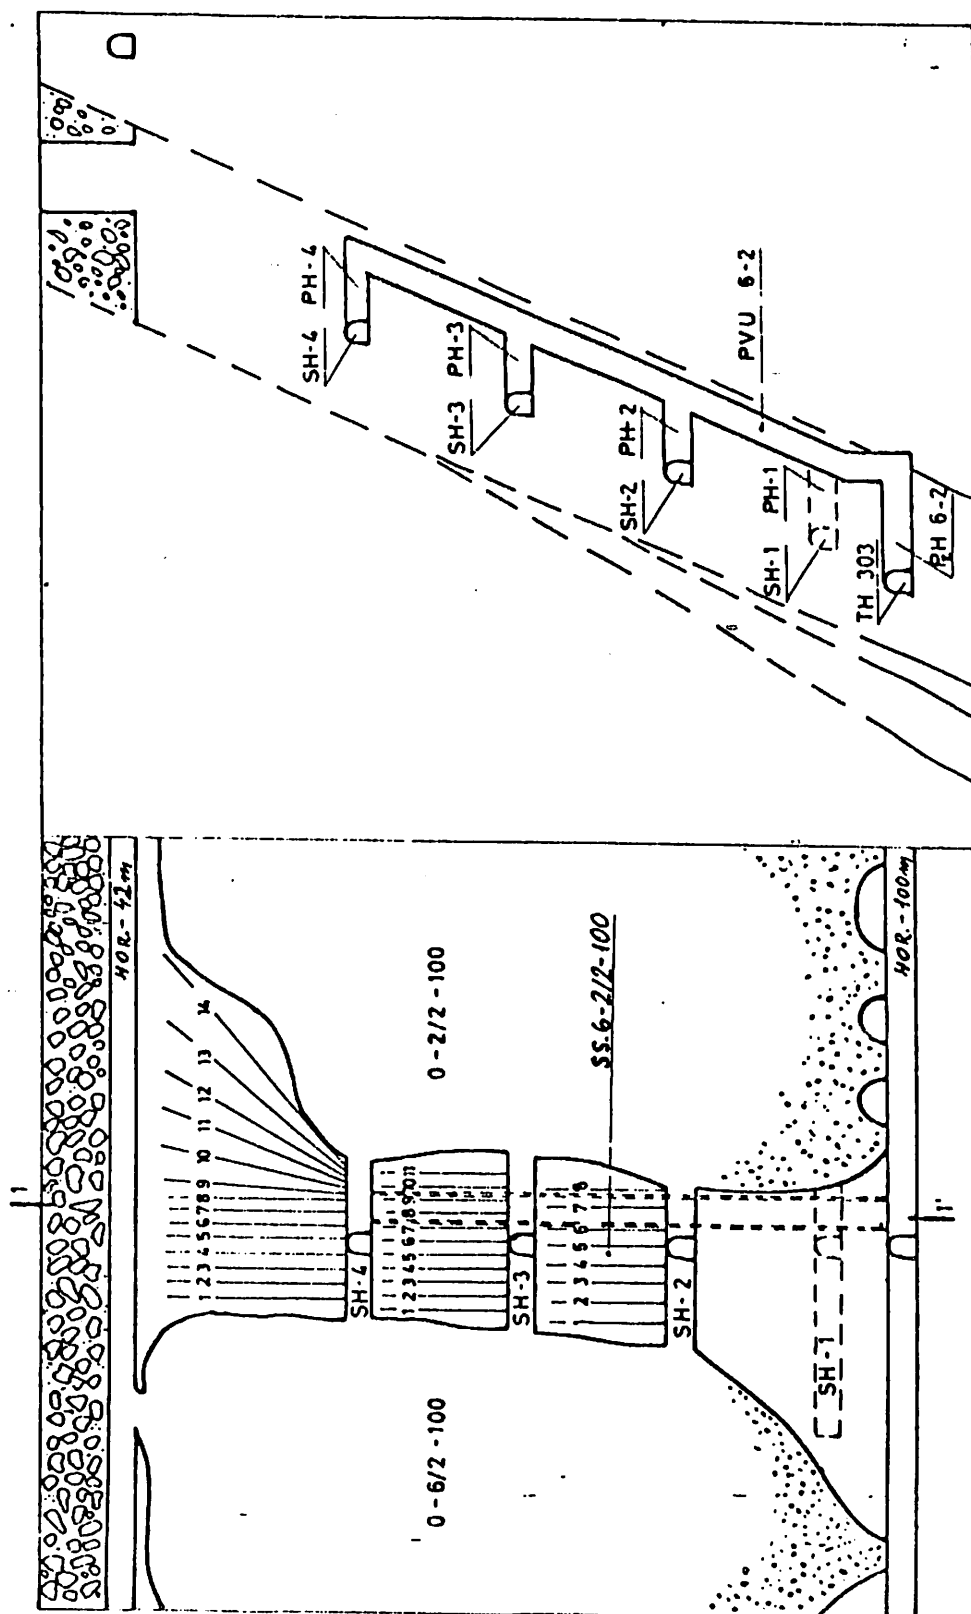 SH-4 PH-4
SH-3 PH-3
SH-2 PH-2
SH-1 PH-1
TH 303
PH 6-2
PVU 6-2
HOR.-42m
1 2 3 4 5 6 7 8 9 10 11 12 13 14
SH-4
1 2 3 4 5 6 7 8 9 10 11
SH-3
1 2 3 4 5 6 7 8
SH-2
SH-1
0-2/2-100
SS.6-2/2-100
0-6/2-100
HOR.-100m
1
1'